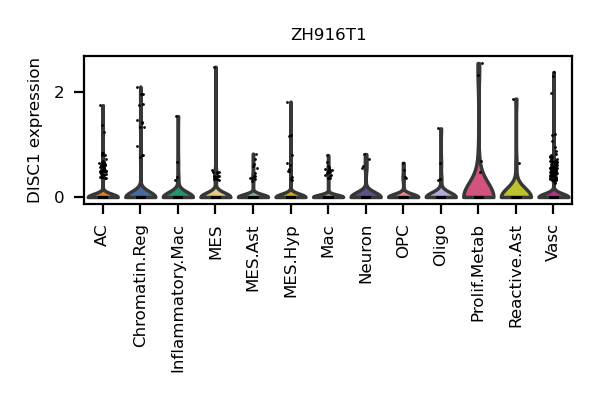 ZH916T1
DISC1 expression
2
0
AC
Chromatin.Reg
Inflammatory.Mac
MES
MES.Ast
MES.Hyp
Mac
Neuron
OPC
Oligo
Prolif.Metab
Reactive.Ast
Vasc